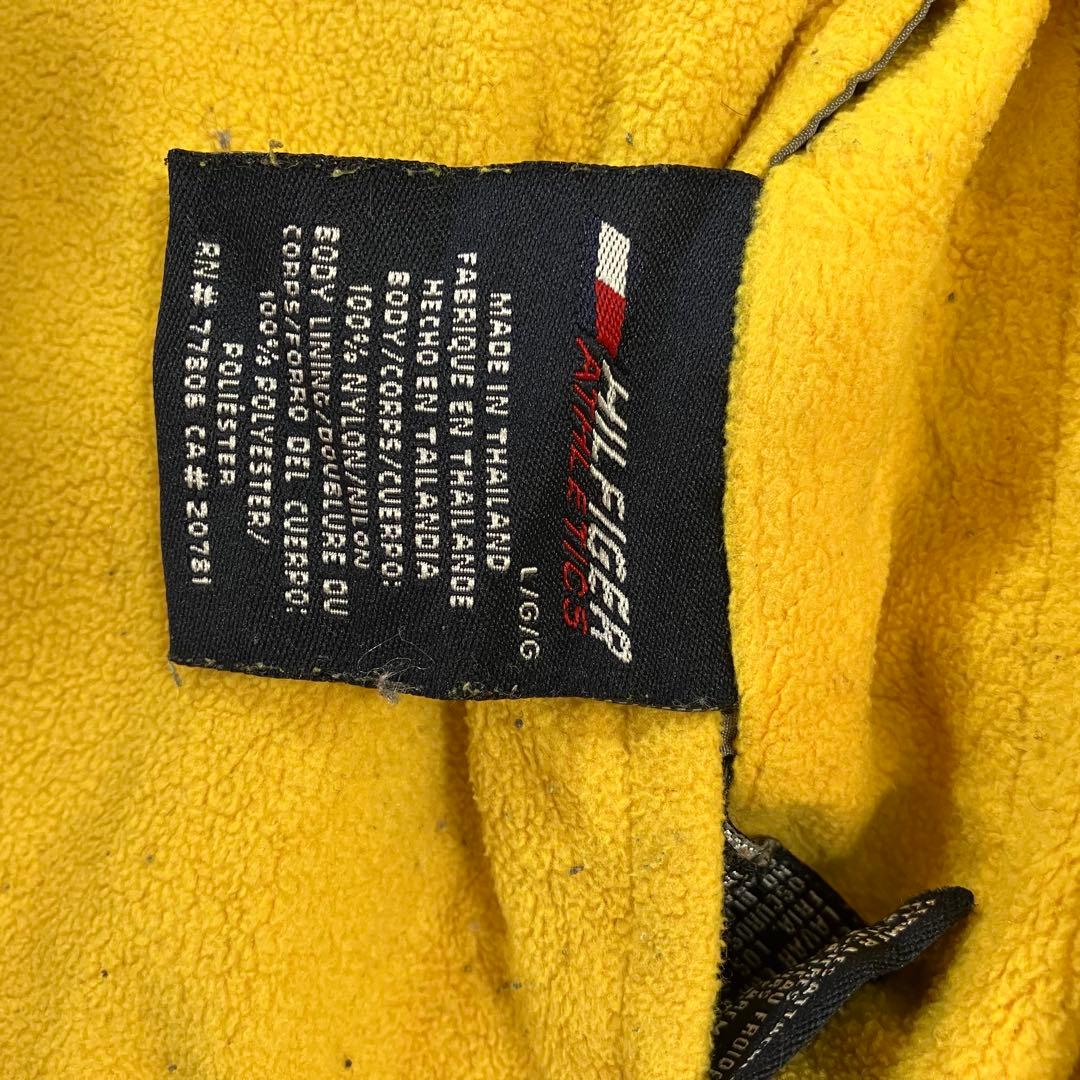 HILFIGER
ATHLETICS
L/G/G
MADE IN THAILAND
FABRIQUE EN THAILANDE
HECHO EN TAILANDIA
BODY/CORPS/CUERPO:
100% NYLON/NILON
BODY LINING/DOUBLURE DU
CORPS/FORRO DEL CUERPO:
100% POLYESTER/
POLIÉSTER
RN# 77806 CA# 20781
FROID